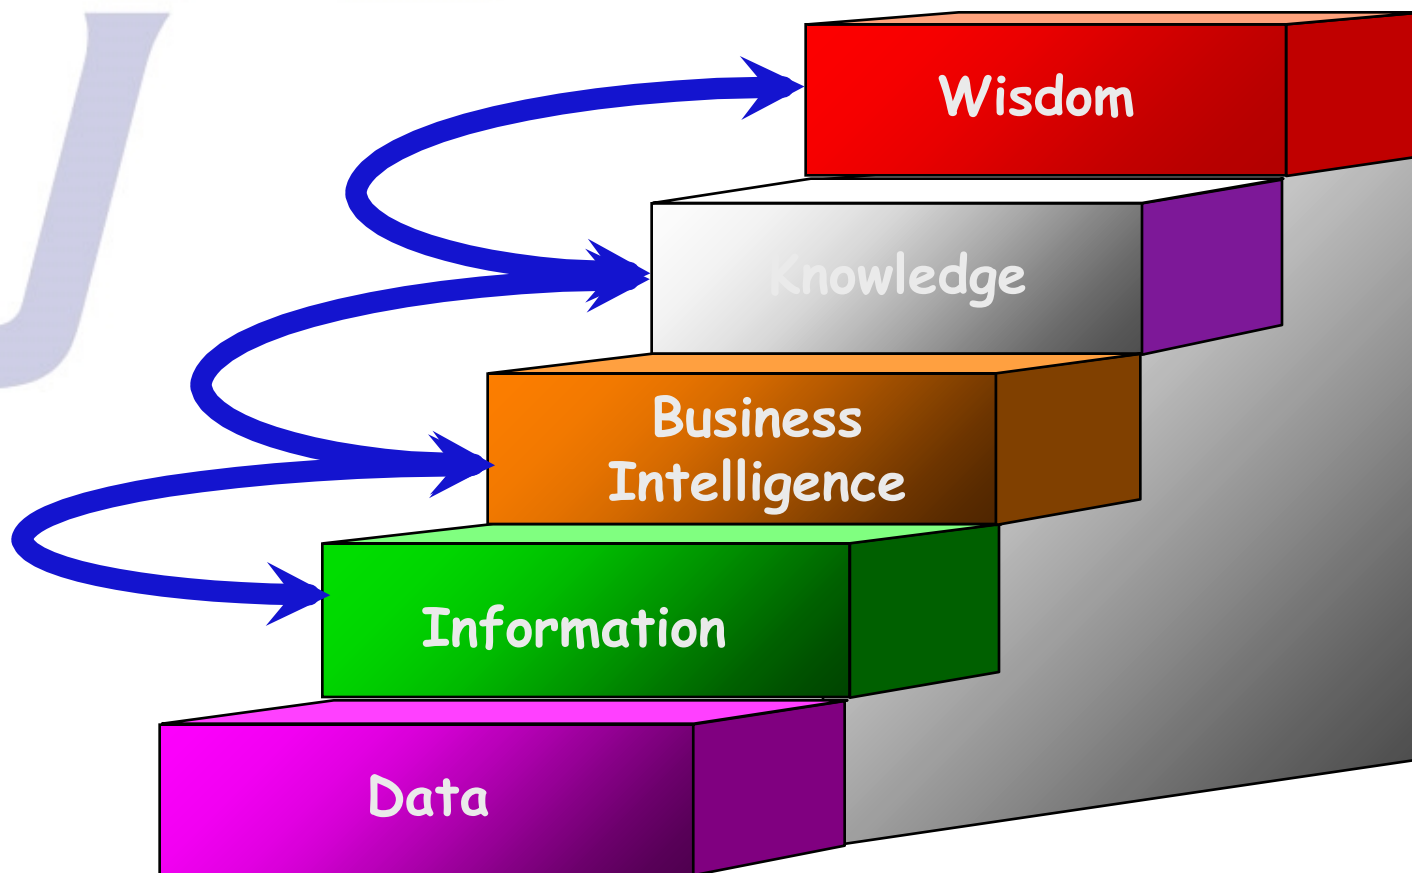 Wisdom
Knowledge
Business
Intelligence
Information
Data